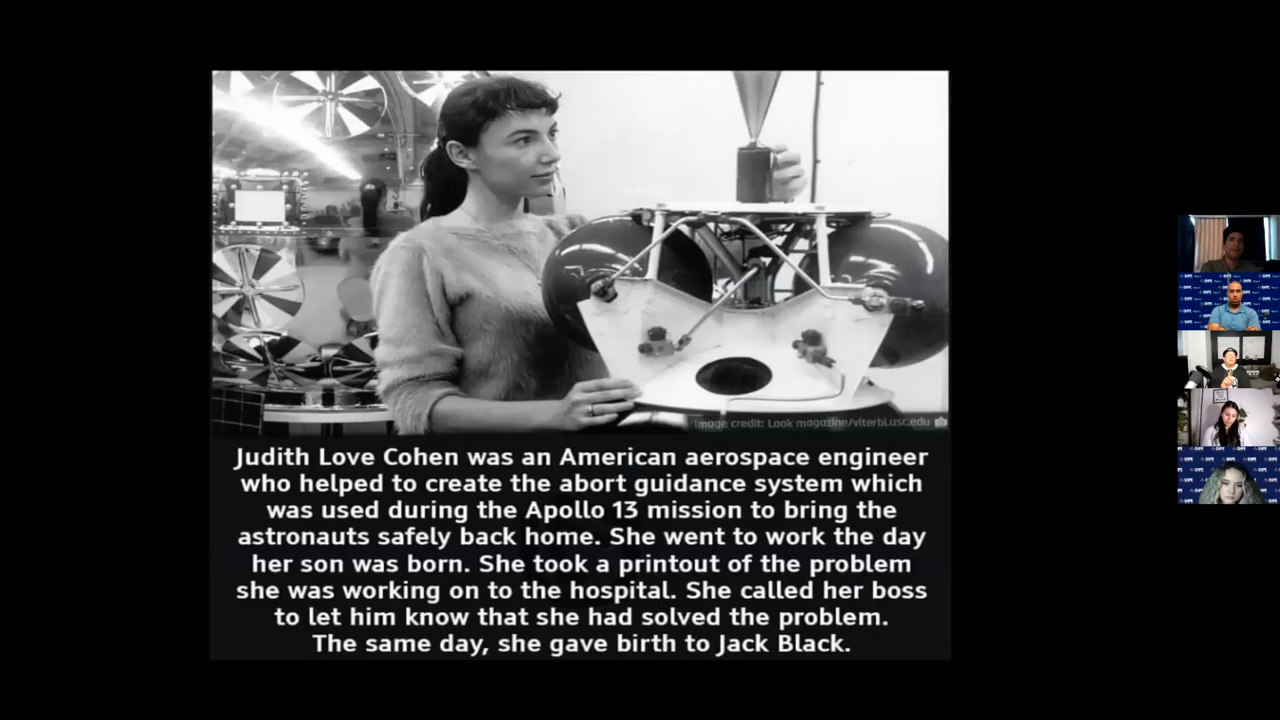 Image credit: Look magazine/viterbi.usc.edu
Judith Love Cohen was an American aerospace engineer
who helped to create the abort guidance system which
was used during the Apollo 13 mission to bring the
astronauts safely back home. She went to work the day
her son was born. She took a printout of the problem
she was working on to the hospital. She called her boss
to let him know that she had solved the problem.
The same day, she gave birth to Jack Black.